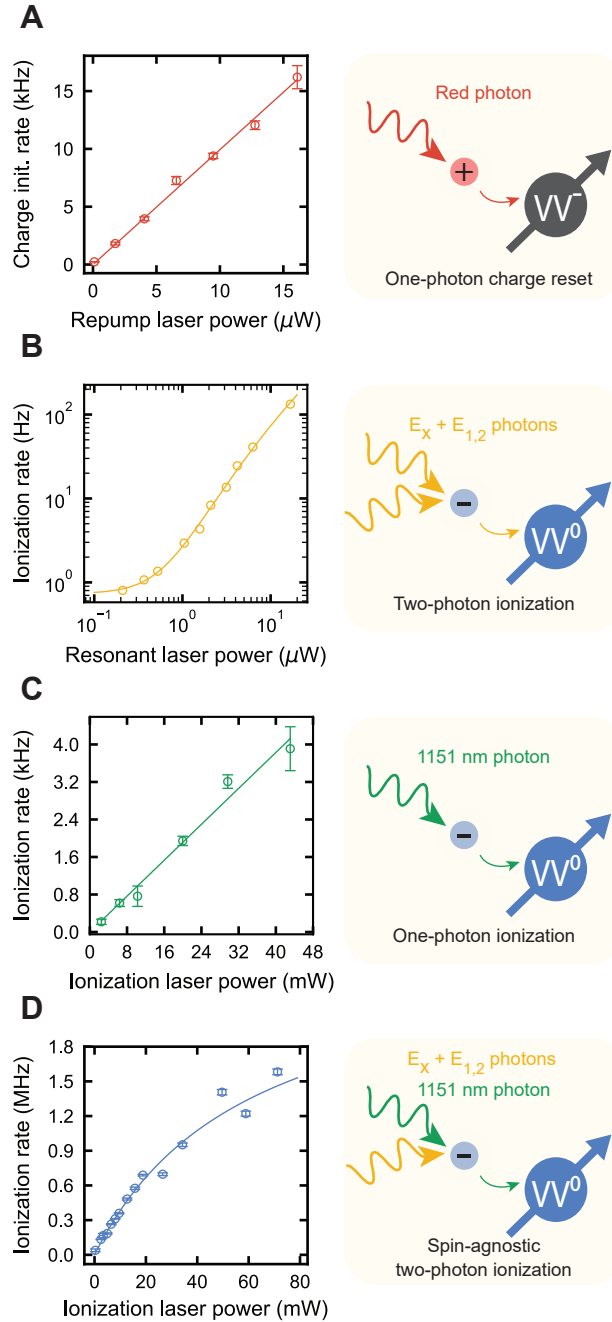 A
Charge init. rate (kHz)
15
10
5
0
0
5
10
15
Repump laser power (μW)
Red photon
+
VV⁻
One-photon charge reset
B
Ionization rate (Hz)
10²
10¹
10⁰
10⁻¹
10⁰
10¹
Resonant laser power (μW)
Eₓ + E₁,₂ photons
−
VV⁰
Two-photon ionization
C
Ionization rate (kHz)
4.0
3.2
2.4
1.6
0.8
0.0
0
8
16
24
32
40
48
Ionization laser power (mW)
1151 nm photon
−
VV⁰
One-photon ionization
D
Ionization rate (MHz)
1.8
1.5
1.2
0.9
0.6
0.3
0.0
0
20
40
60
80
Ionization laser power (mW)
Eₓ + E₁,₂ photons
1151 nm photon
−
VV⁰
Spin-agnostic
two-photon ionization